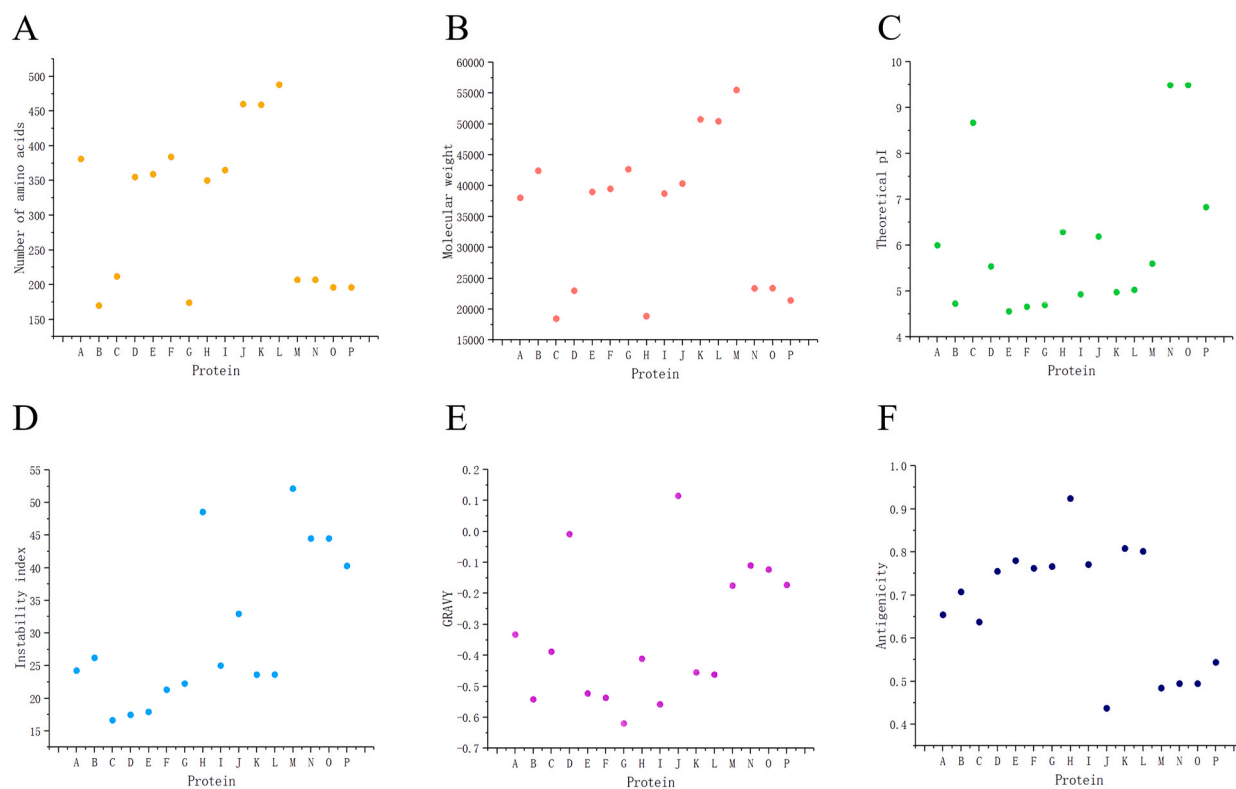 A
Number of amino acids
500
450
400
350
300
250
200
150
A B C D E F G H I J K L M N O P
Protein
B
Molecular weight
60000
55000
50000
45000
40000
35000
30000
25000
20000
15000
A B C D E F G H I J K L M N O P
Protein
C
Theoretical pI
10
9
8
7
6
5
4
A B C D E F G H I J K L M N O P
Protein
D
Instability index
55
50
45
40
35
30
25
20
15
A B C D E F G H I J K L M N O P
Protein
E
GRAVY
0.2
0.1
0.0
-0.1
-0.2
-0.3
-0.4
-0.5
-0.6
-0.7
A B C D E F G H I J K L M N O P
Protein
F
Antigenicity
1.0
0.9
0.8
0.7
0.6
0.5
0.4
A B C D E F G H I J K L M N O P
Protein